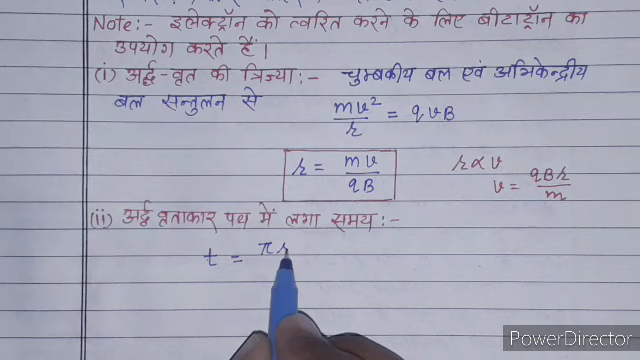 Note:- इलेक्ट्रॉन को त्वरित करने के लिए बीटाट्रॉन का
उपयोग करते हैं।
(i) अर्द्ध-वृत की त्रिज्या:- चुम्बकीय बल एवं अभिकेन्द्रीय
बल सन्तुलन से mv²/r = qvB
r = mv/qB r∝v v = qBr/m
(ii) अर्द्ध वृताकार पथ में लगा समय:-
t = πr
PowerDirector